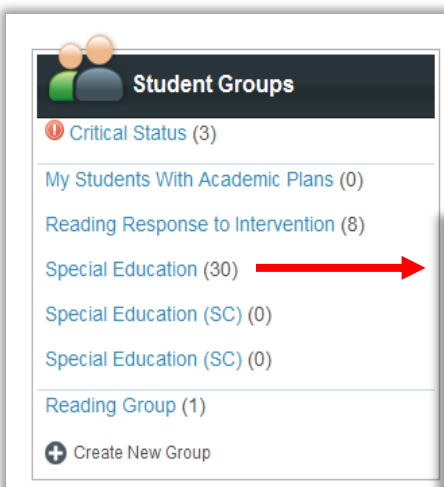 Student Groups
Critical Status (3)
My Students With Academic Plans (0)
Reading Response to Intervention (8)
Special Education (30)
Special Education (SC) (0)
Special Education (SC) (0)
Reading Group (1)
Create New Group